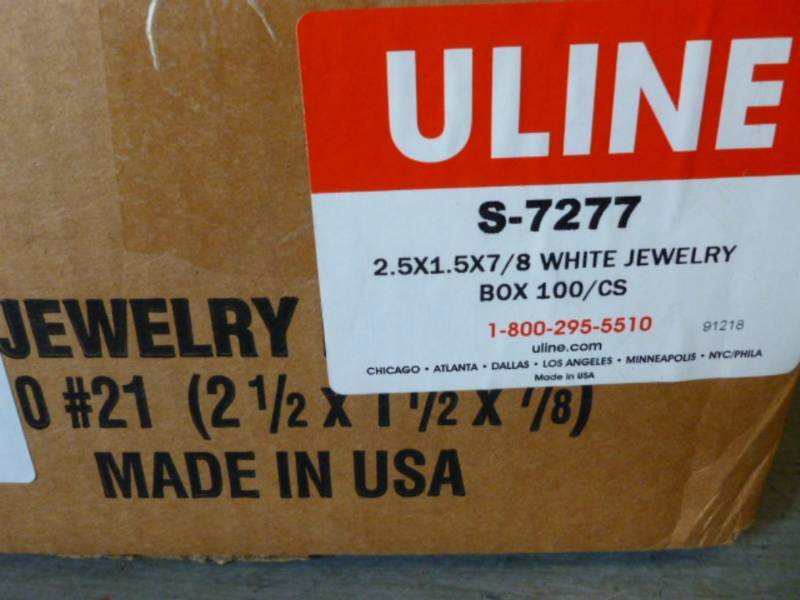 ULINE
S-7277
2.5X1.5X7/8 WHITE JEWELRY
BOX 100/CS
1-800-295-5510 91218
uline.com
CHICAGO • ATLANTA • DALLAS • LOS ANGELES • MINNEAPOLIS • NYC/PHILA
Made in USA
JEWELRY
0 #21 (2 1/2 X 1 1/2 X 7/8)
MADE IN USA